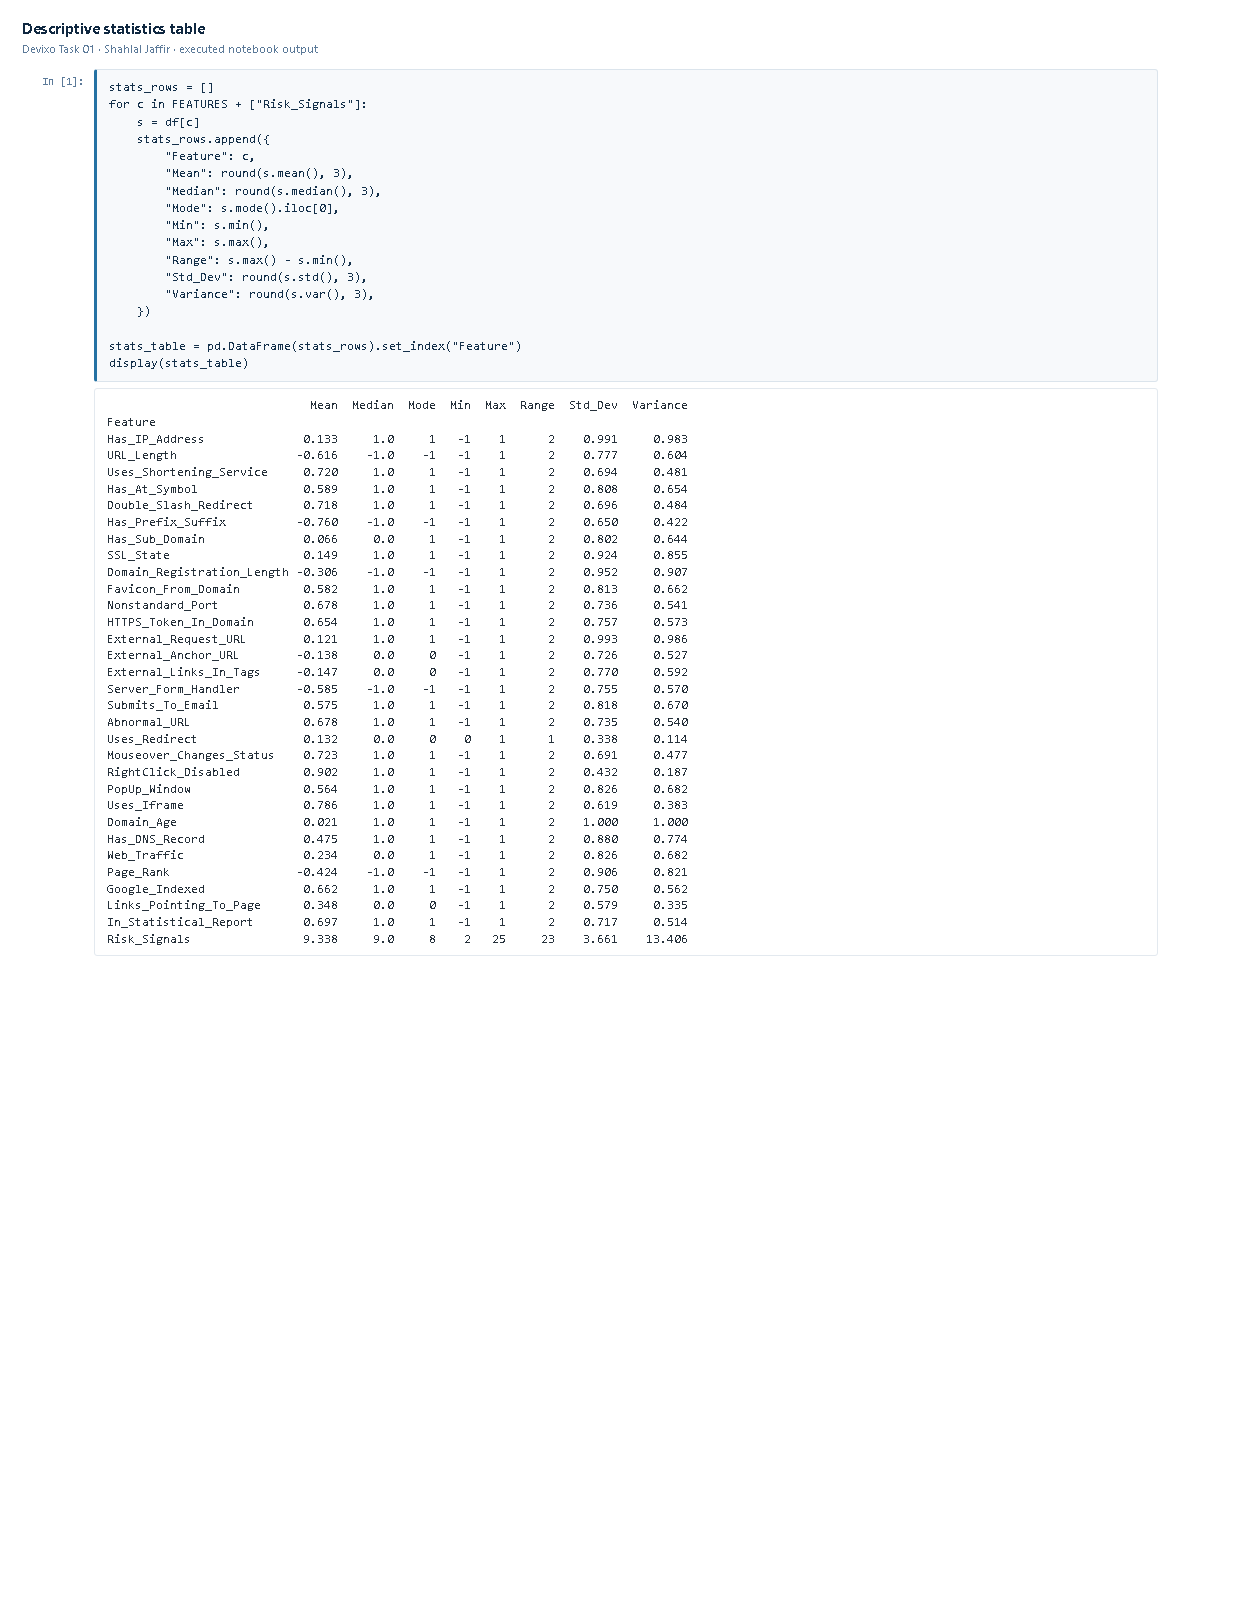 Descriptive statistics table
Devixo Task 01 · Shahlal Jaffir · executed notebook output
In [1]:
stats_rows = []
for c in FEATURES + ["Risk_Signals"]:
    s = df[c]
    stats_rows.append({
        "Feature": c,
        "Mean": round(s.mean(), 3),
        "Median": round(s.median(), 3),
        "Mode": s.mode().iloc[0],
        "Min": s.min(),
        "Max": s.max(),
        "Range": s.max() - s.min(),
        "Std_Dev": round(s.std(), 3),
        "Variance": round(s.var(), 3),
    })
stats_table = pd.DataFrame(stats_rows).set_index("Feature")
display(stats_table)
Mean Median Mode Min Max Range Std_Dev Variance
Feature
Has_IP_Address 0.133 1.0 1 -1 1 2 0.991 0.983
URL_Length -0.616 -1.0 -1 -1 1 2 0.777 0.604
Uses_Shortening_Service 0.720 1.0 1 -1 1 2 0.694 0.481
Has_At_Symbol 0.589 1.0 1 -1 1 2 0.808 0.654
Double_Slash_Redirect 0.718 1.0 1 -1 1 2 0.696 0.484
Has_Prefix_Suffix -0.760 -1.0 -1 -1 1 2 0.650 0.422
Has_Sub_Domain 0.066 0.0 1 -1 1 2 0.802 0.644
SSL_State 0.149 1.0 1 -1 1 2 0.924 0.855
Domain_Registration_Length -0.306 -1.0 -1 -1 1 2 0.952 0.907
Favicon_From_Domain 0.582 1.0 1 -1 1 2 0.813 0.662
Nonstandard_Port 0.678 1.0 1 -1 1 2 0.736 0.541
HTTPS_Token_In_Domain 0.654 1.0 1 -1 1 2 0.757 0.573
External_Request_URL 0.121 1.0 1 -1 1 2 0.993 0.986
External_Anchor_URL -0.138 0.0 0 -1 1 2 0.726 0.527
External_Links_In_Tags -0.147 0.0 0 -1 1 2 0.770 0.592
Server_Form_Handler -0.585 -1.0 -1 -1 1 2 0.755 0.570
Submits_To_Email 0.575 1.0 1 -1 1 2 0.818 0.670
Abnormal_URL 0.678 1.0 1 -1 1 2 0.735 0.540
Uses_Redirect 0.132 0.0 0 0 1 1 0.338 0.114
Mouseover_Changes_Status 0.723 1.0 1 -1 1 2 0.691 0.477
RightClick_Disabled 0.902 1.0 1 -1 1 2 0.432 0.187
PopUp_Window 0.564 1.0 1 -1 1 2 0.826 0.682
Uses_Iframe 0.786 1.0 1 -1 1 2 0.619 0.383
Domain_Age 0.021 1.0 1 -1 1 2 1.000 1.000
Has_DNS_Record 0.475 1.0 1 -1 1 2 0.880 0.774
Web_Traffic 0.234 0.0 1 -1 1 2 0.826 0.682
Page_Rank -0.424 -1.0 -1 -1 1 2 0.906 0.821
Google_Indexed 0.662 1.0 1 -1 1 2 0.750 0.562
Links_Pointing_To_Page 0.348 0.0 0 -1 1 2 0.579 0.335
In_Statistical_Report 0.697 1.0 1 -1 1 2 0.717 0.514
Risk_Signals 9.338 9.0 8 2 25 23 3.661 13.406